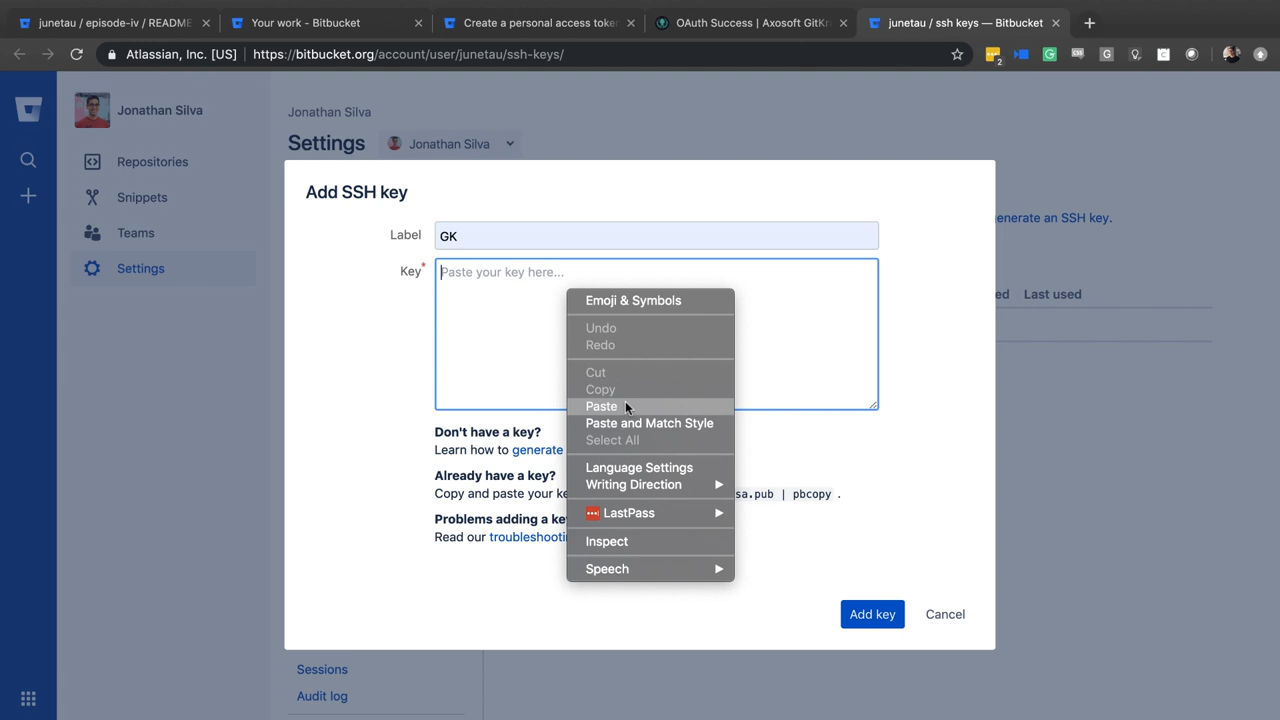 junetau / episode-iv / README
Your work - Bitbucket
Create a personal access token
OAuth Success | Axosoft GitKr
junetau / ssh keys — Bitbucket
Atlassian, Inc. [US]
https://bitbucket.org/account/user/junetau/ssh-keys/
2
Jonathan Silva
Repositories
Snippets
Teams
Settings
Jonathan Silva
Settings
Jonathan Silva
enerate an SSH key.
ed
Last used
Add SSH key
Label
GK
Key*
Paste your key here...
Emoji & Symbols
Undo
Redo
Cut
Copy
Paste
Paste and Match Style
Select All
Language Settings
Writing Direction
LastPass
Inspect
Speech
Don't have a key?
Learn how to generate
Already have a key?
Copy and paste your ke
sa.pub | pbcopy .
Problems adding a ke
Read our troubleshooti
Add key
Cancel
Sessions
Audit log